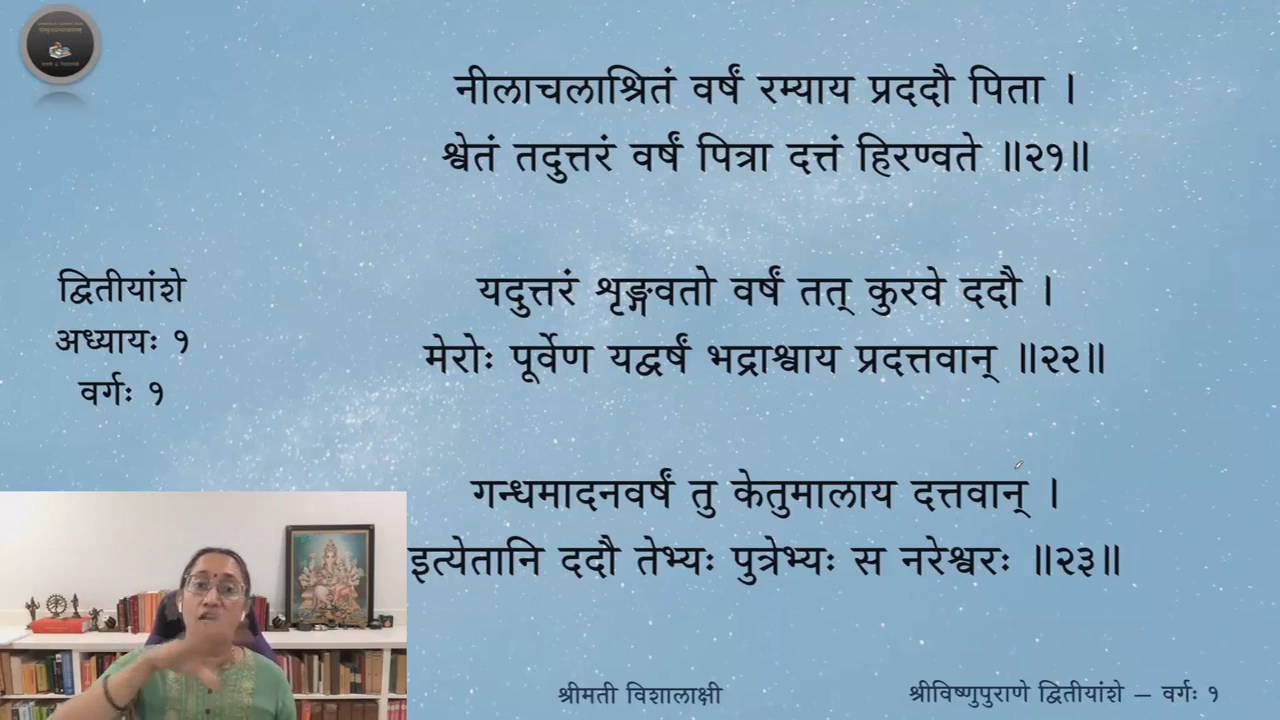 नीलाचलाश्रितं वर्षं रम्याय प्रददौ पिता ।
श्वेतं तदुत्तरं वर्षं पित्रा दत्तं हिरण्वते ॥२१॥
यदुत्तरं शृङ्गवतो वर्षं तत् कुरवे ददौ ।
मेरोः पूर्वेण यद्वर्षं भद्राश्वाय प्रदत्तवान् ॥२२॥
गन्धमादनवर्षं तु केतुमालाय दत्तवान् ।
इत्येतानि ददौ तेभ्यः पुत्रेभ्यः स नरेश्वरः ॥२३॥
द्वितीयांशे
अध्यायः १
वर्गः १
श्रीमती विशालाक्षी
श्रीविष्णुपुराणे द्वितीयांशे – वर्गः १